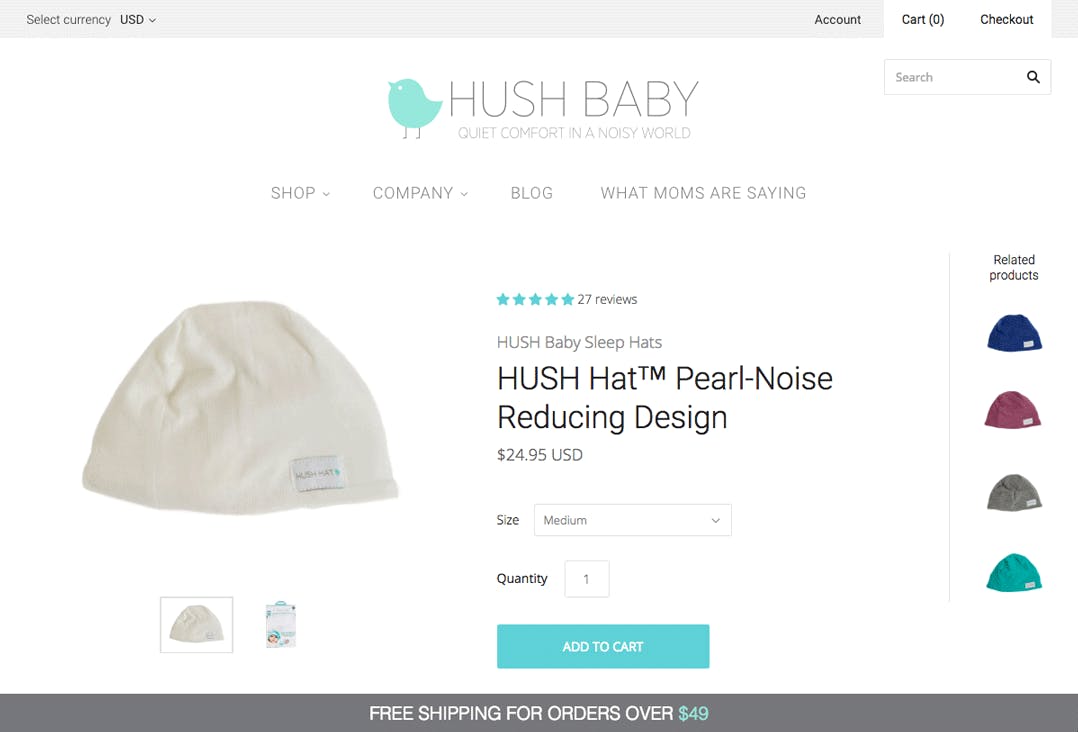 Select currency USD
Account
Cart (0)
Checkout
Search
HUSH BABY
QUIET COMFORT IN A NOISY WORLD
SHOP
COMPANY
BLOG
WHAT MOMS ARE SAYING
HUSH HAT
27 reviews
HUSH Baby Sleep Hats
HUSH Hat™ Pearl-Noise
Reducing Design
$24.95 USD
Size Medium
Quantity 1
ADD TO CART
Related
products
FREE SHIPPING FOR ORDERS OVER $49